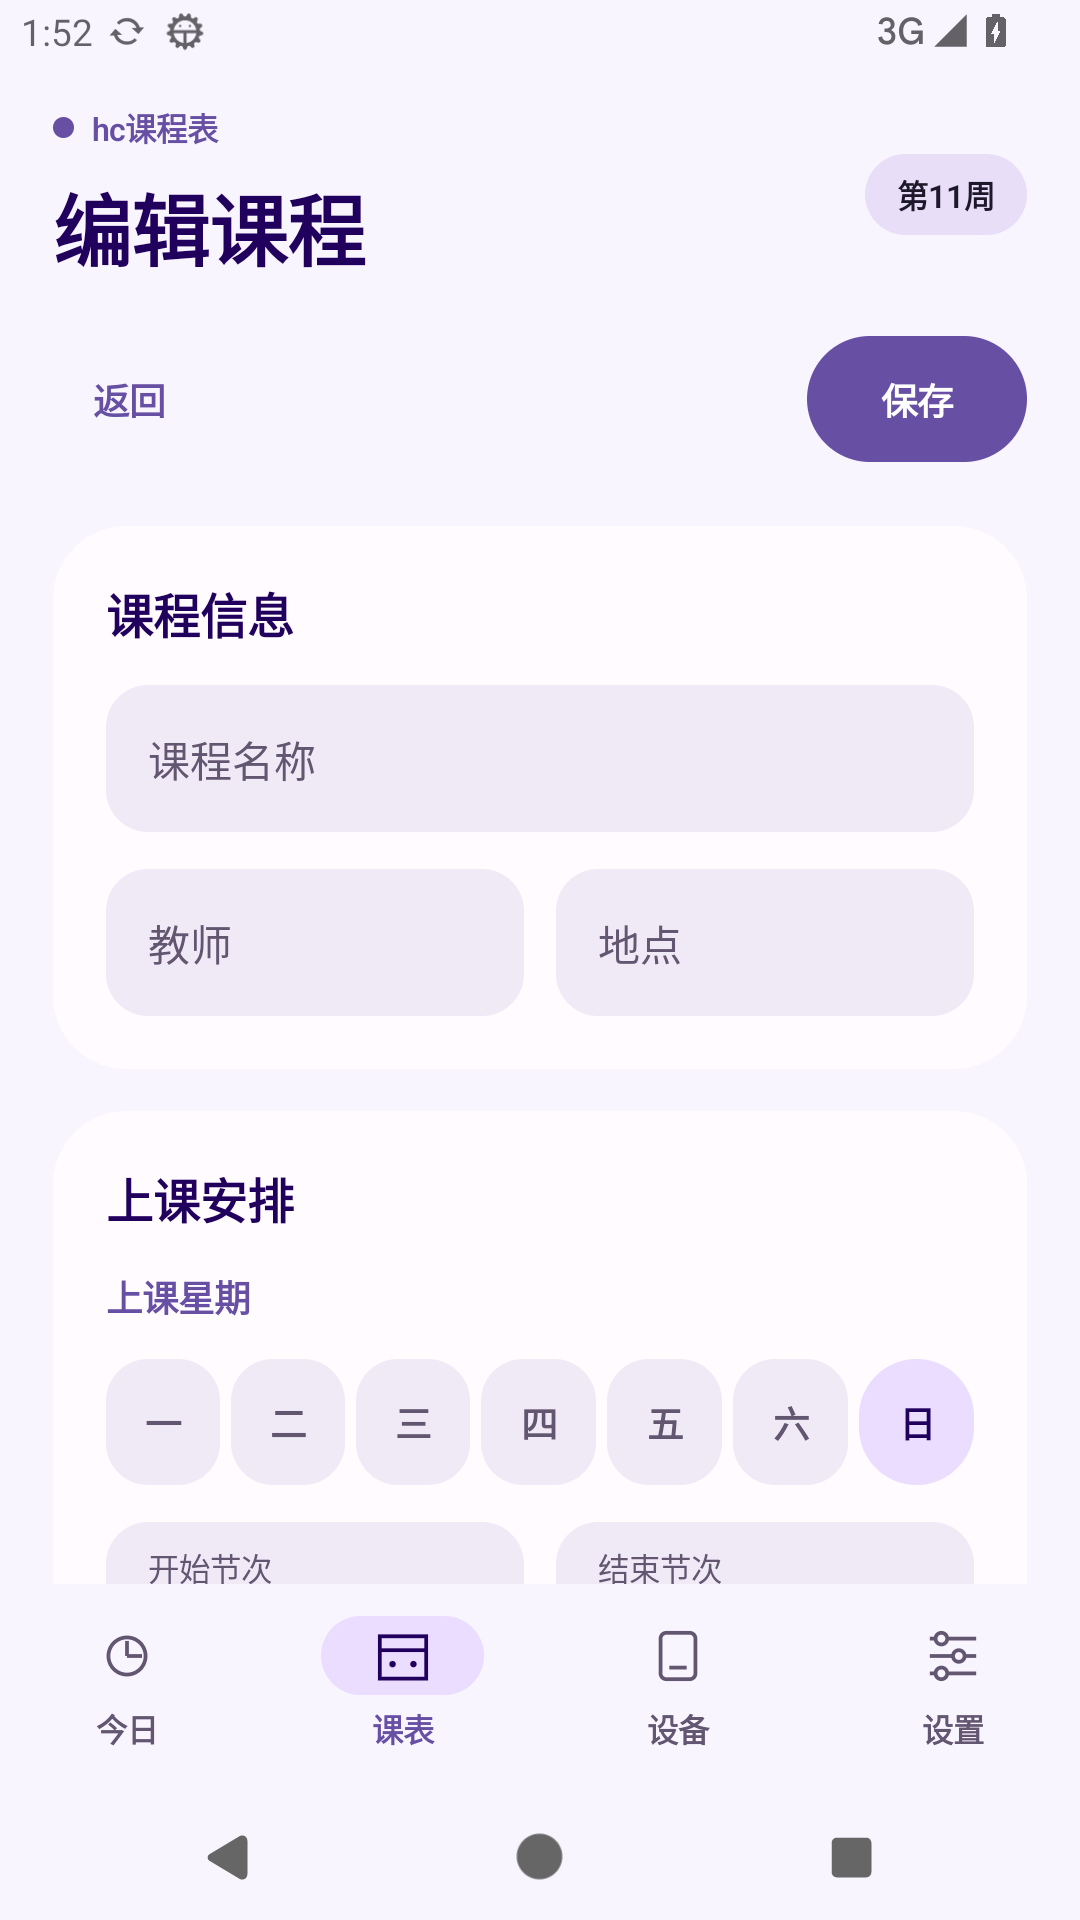 1:52
3G
hc课程表
编辑课程
第11周
返回
保存
课程信息
课程名称
教师
地点
上课安排
上课星期
一 二 三 四 五 六 日
开始节次
结束节次
今日
课表
设备
设置